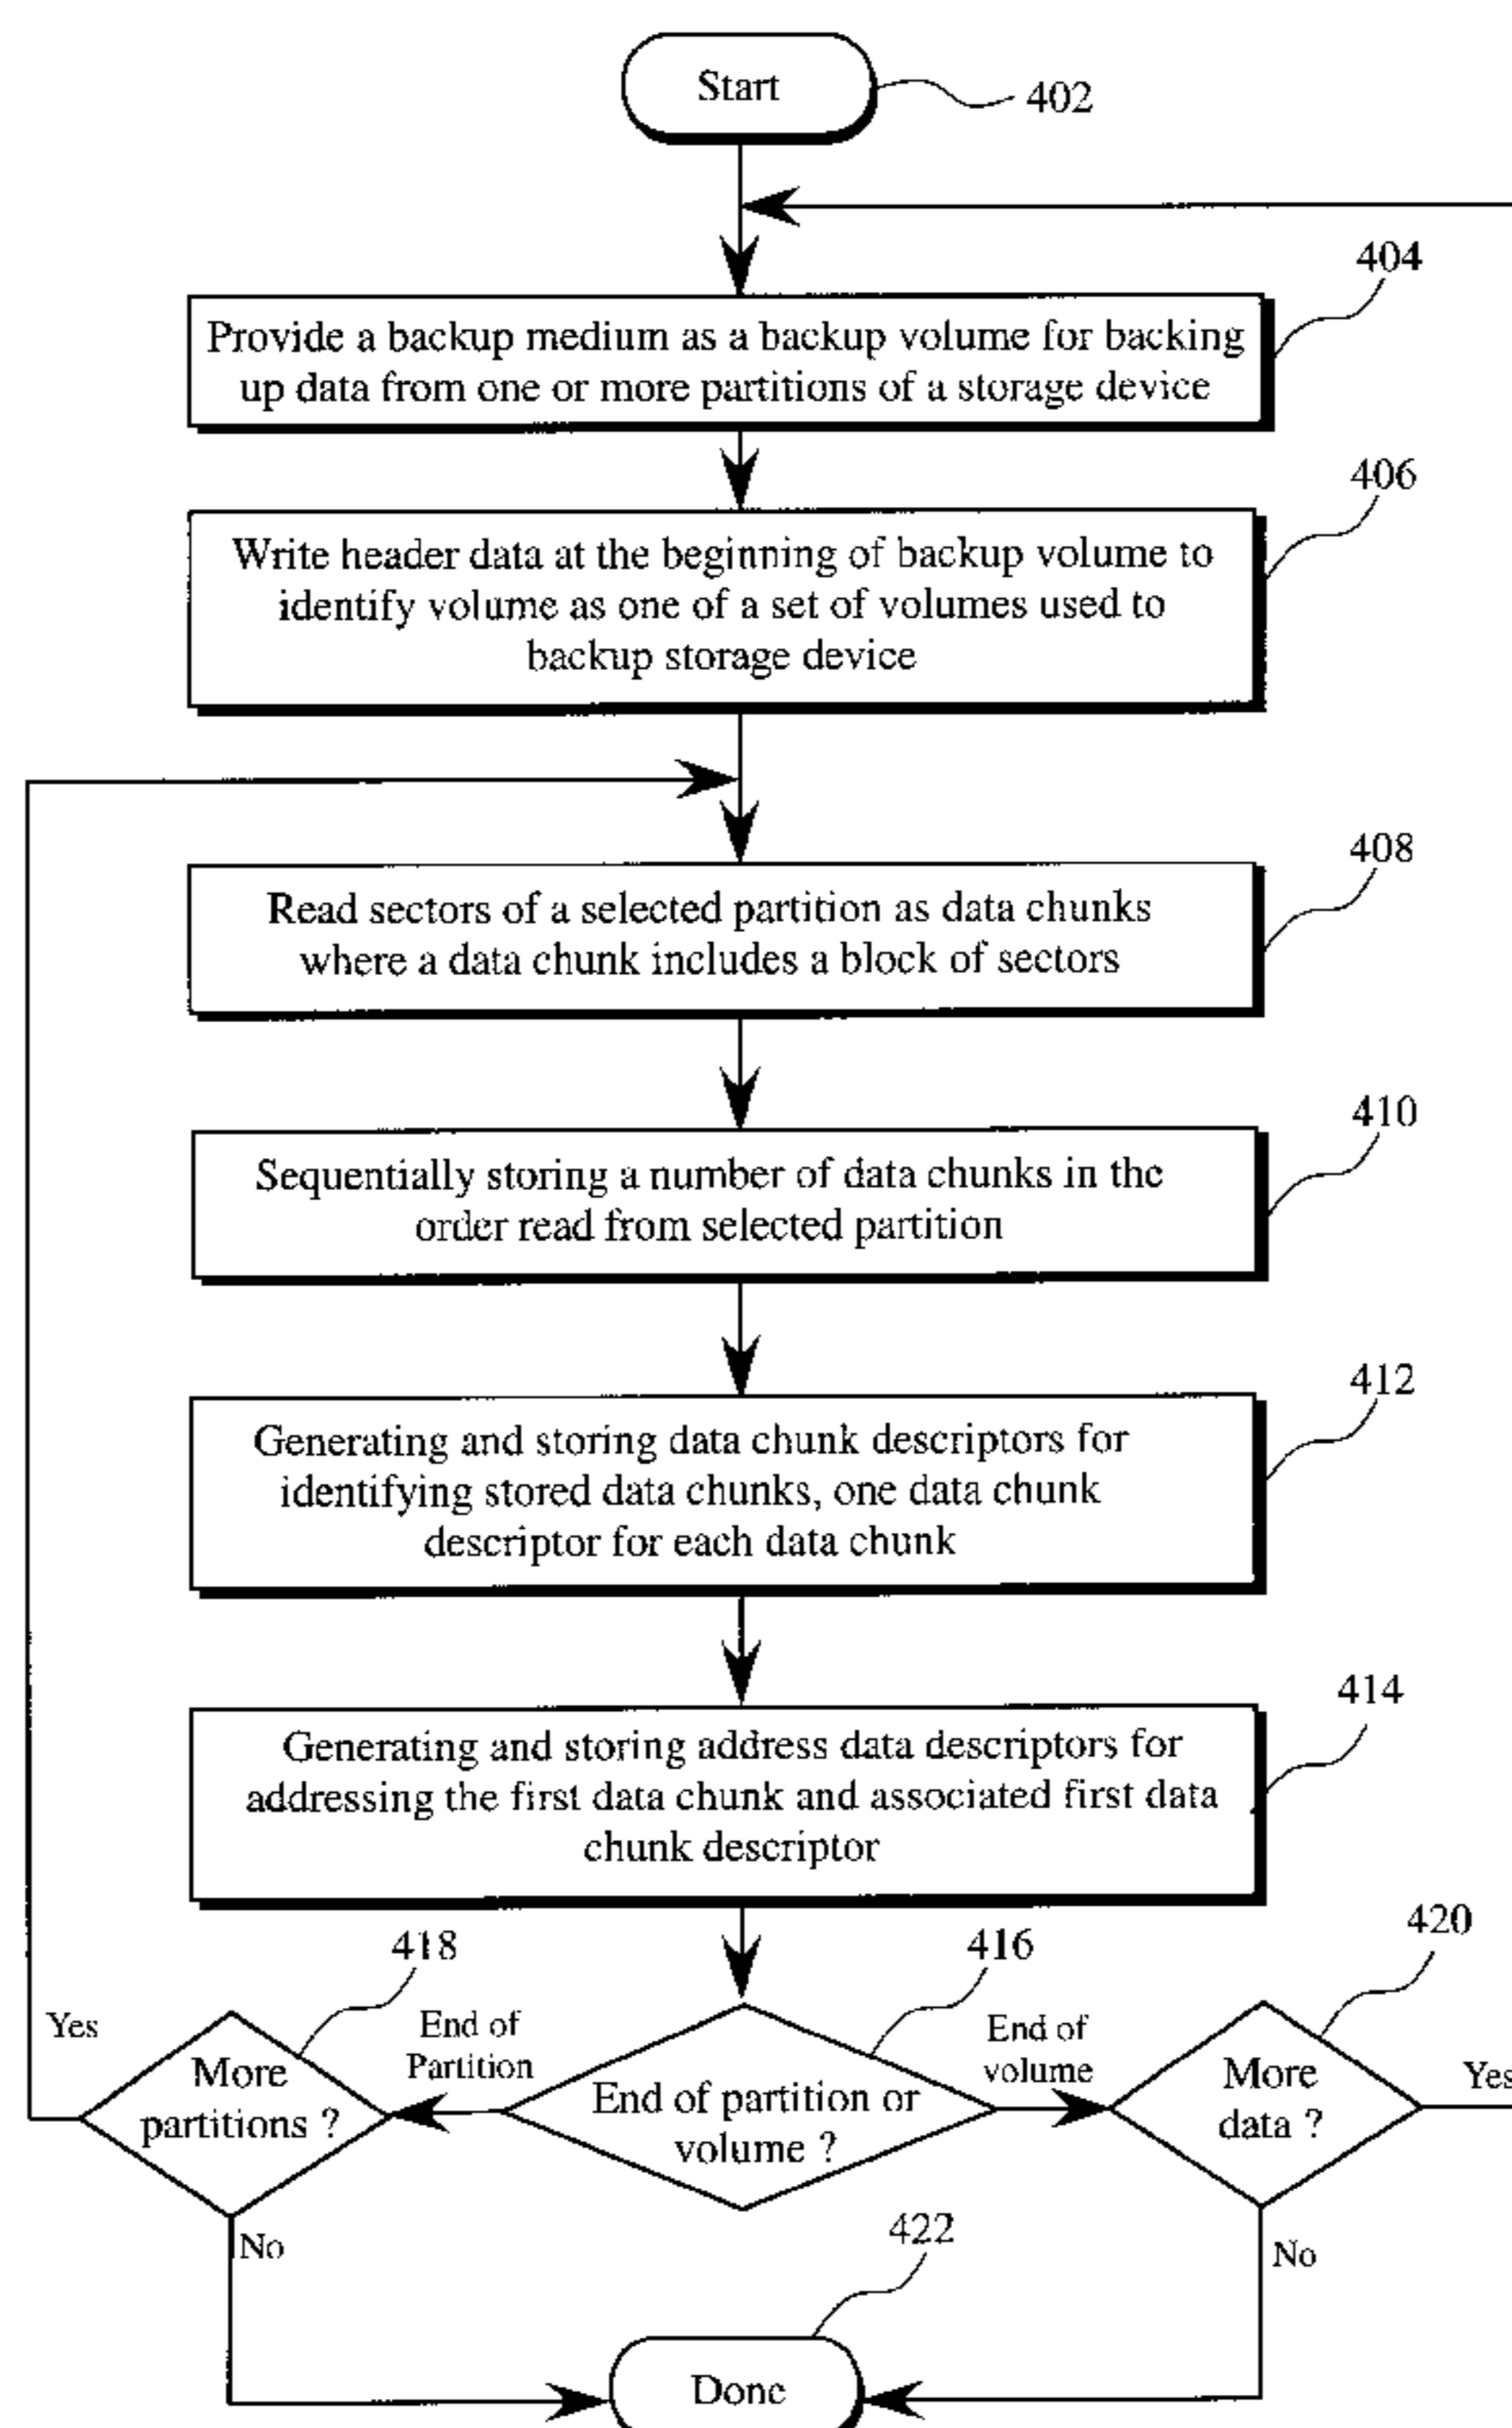 Start
402
404
Provide a backup medium as a backup volume for backing
up data from one or more partitions of a storage device
406
Write header data at the beginning of backup volume to
identify volume as one of a set of volumes used to
backup storage device
408
Read sectors of a selected partition as data chunks
where a data chunk includes a block of sectors
410
Sequentially storing a number of data chunks in the
order read from selected partition
412
Generating and storing data chunk descriptors for
identifying stored data chunks, one data chunk
descriptor for each data chunk
414
Generating and storing address data descriptors for
addressing the first data chunk and associated first data
chunk descriptor
418
416
420
Yes
End of
Partition
End of
volume
Yes
More
partitions ?
End of partition or
volume ?
More
data ?
No
No
422
Done